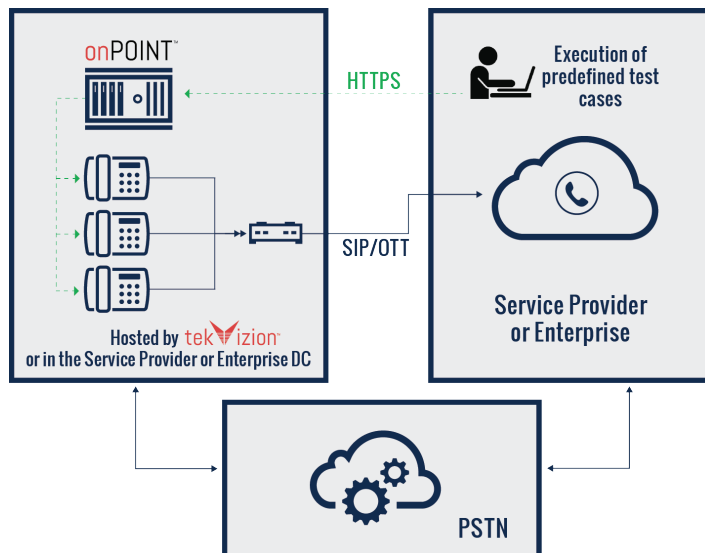 onPOINT™
HTTPS
Execution of
predefined test
cases
SIP/OTT
Hosted by tekVizion™
or in the Service Provider or Enterprise DC
Service Provider
or Enterprise
PSTN